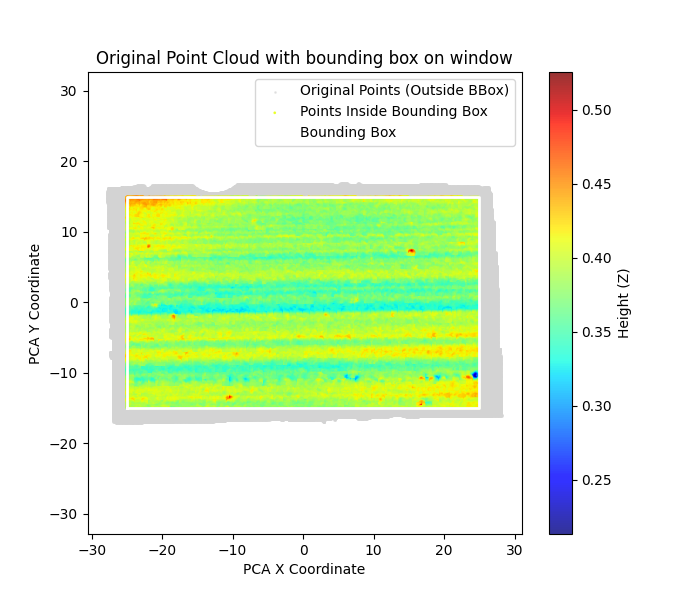 Original Point Cloud with bounding box on window
Original Points (Outside BBox)
Points Inside Bounding Box
Bounding Box
30
20
10
0
−10
−20
−30
PCA Y Coordinate
−30
−20
−10
0
10
20
30
PCA X Coordinate
0.50
0.45
0.40
0.35
0.30
0.25
Height (Z)